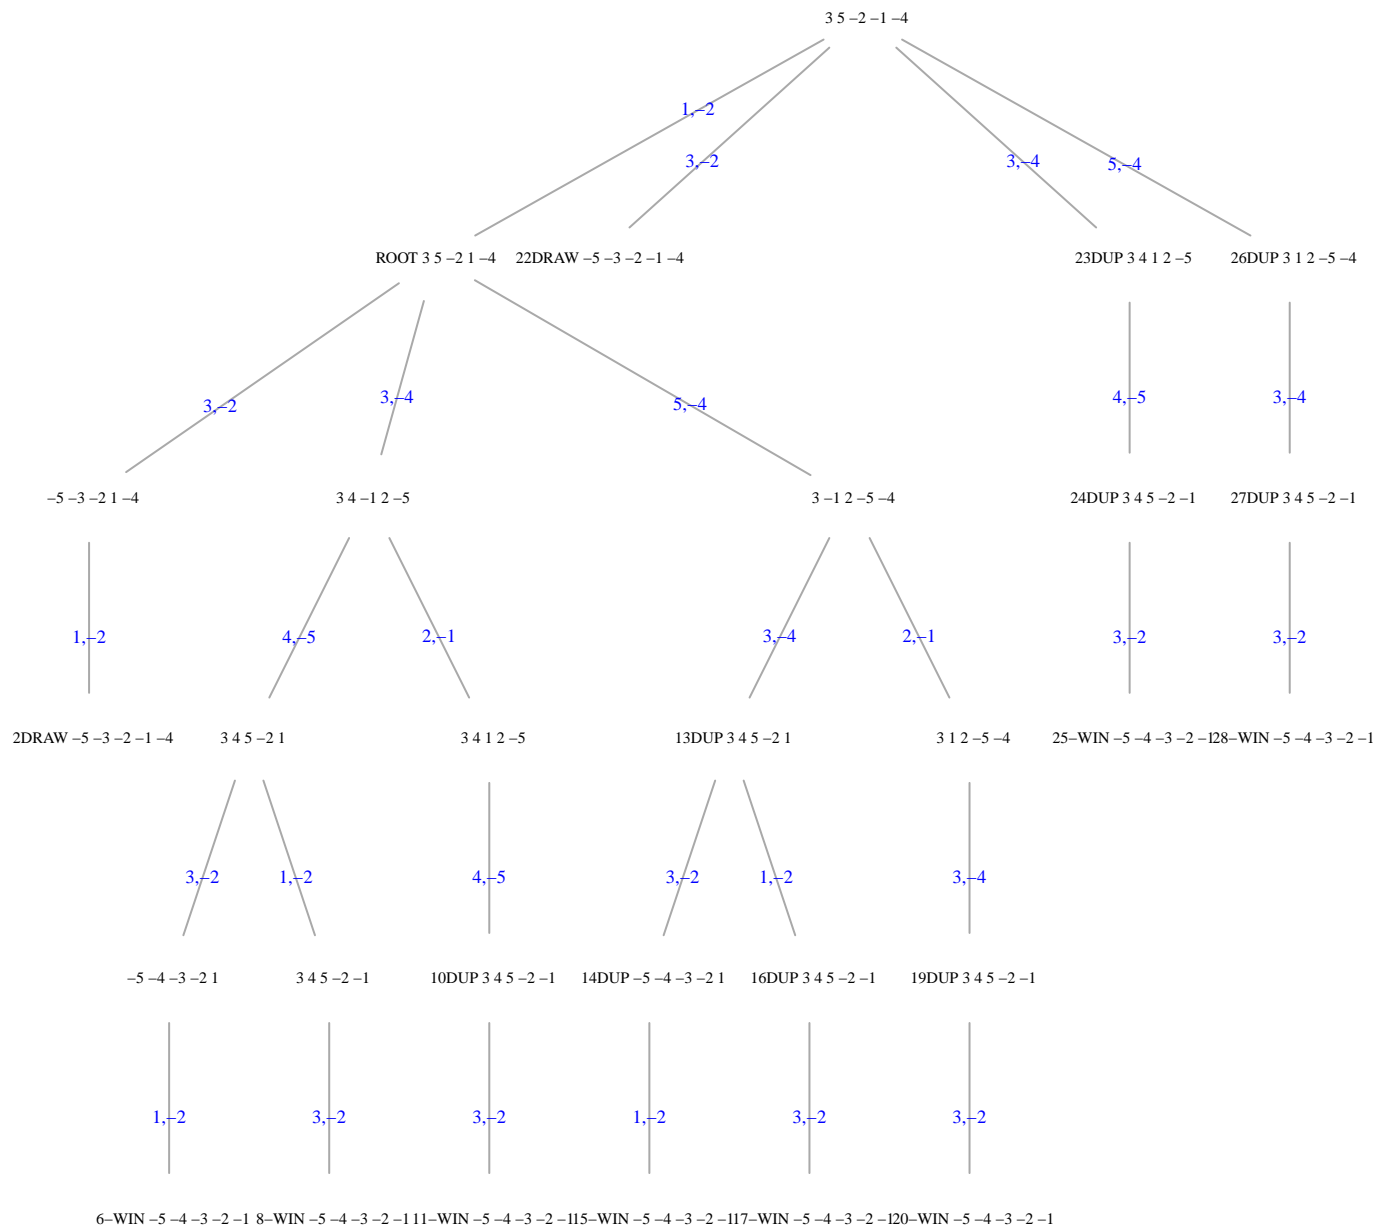 3 5 −2 −1 −4
1,−2
3,−2
3,−4
5,−4
ROOT 3 5 −2 1 −4
22DRAW −5 −3 −2 −1 −4
23DUP 3 4 1 2 −5
26DUP 3 1 2 −5 −4
3,−2
3,−4
5,−4
4,−5
3,−4
−5 −3 −2 1 −4
3 4 −1 2 −5
3 −1 2 −5 −4
24DUP 3 4 5 −2 −1
27DUP 3 4 5 −2 −1
1,−2
4,−5
2,−1
3,−4
2,−1
3,−2
3,−2
2DRAW −5 −3 −2 −1 −4
3 4 5 −2 1
3 4 1 2 −5
13DUP 3 4 5 −2 1
3 1 2 −5 −4
25−WIN −5 −4 −3 −2 −1
28−WIN −5 −4 −3 −2 −1
3,−2
1,−2
4,−5
3,−2
1,−2
3,−4
−5 −4 −3 −2 1
3 4 5 −2 −1
10DUP 3 4 5 −2 −1
14DUP −5 −4 −3 −2 1
16DUP 3 4 5 −2 −1
19DUP 3 4 5 −2 −1
1,−2
3,−2
3,−2
1,−2
3,−2
3,−2
6−WIN −5 −4 −3 −2 −1
8−WIN −5 −4 −3 −2 −1
11−WIN −5 −4 −3 −2 −1
15−WIN −5 −4 −3 −2 −1
17−WIN −5 −4 −3 −2 −1
20−WIN −5 −4 −3 −2 −1